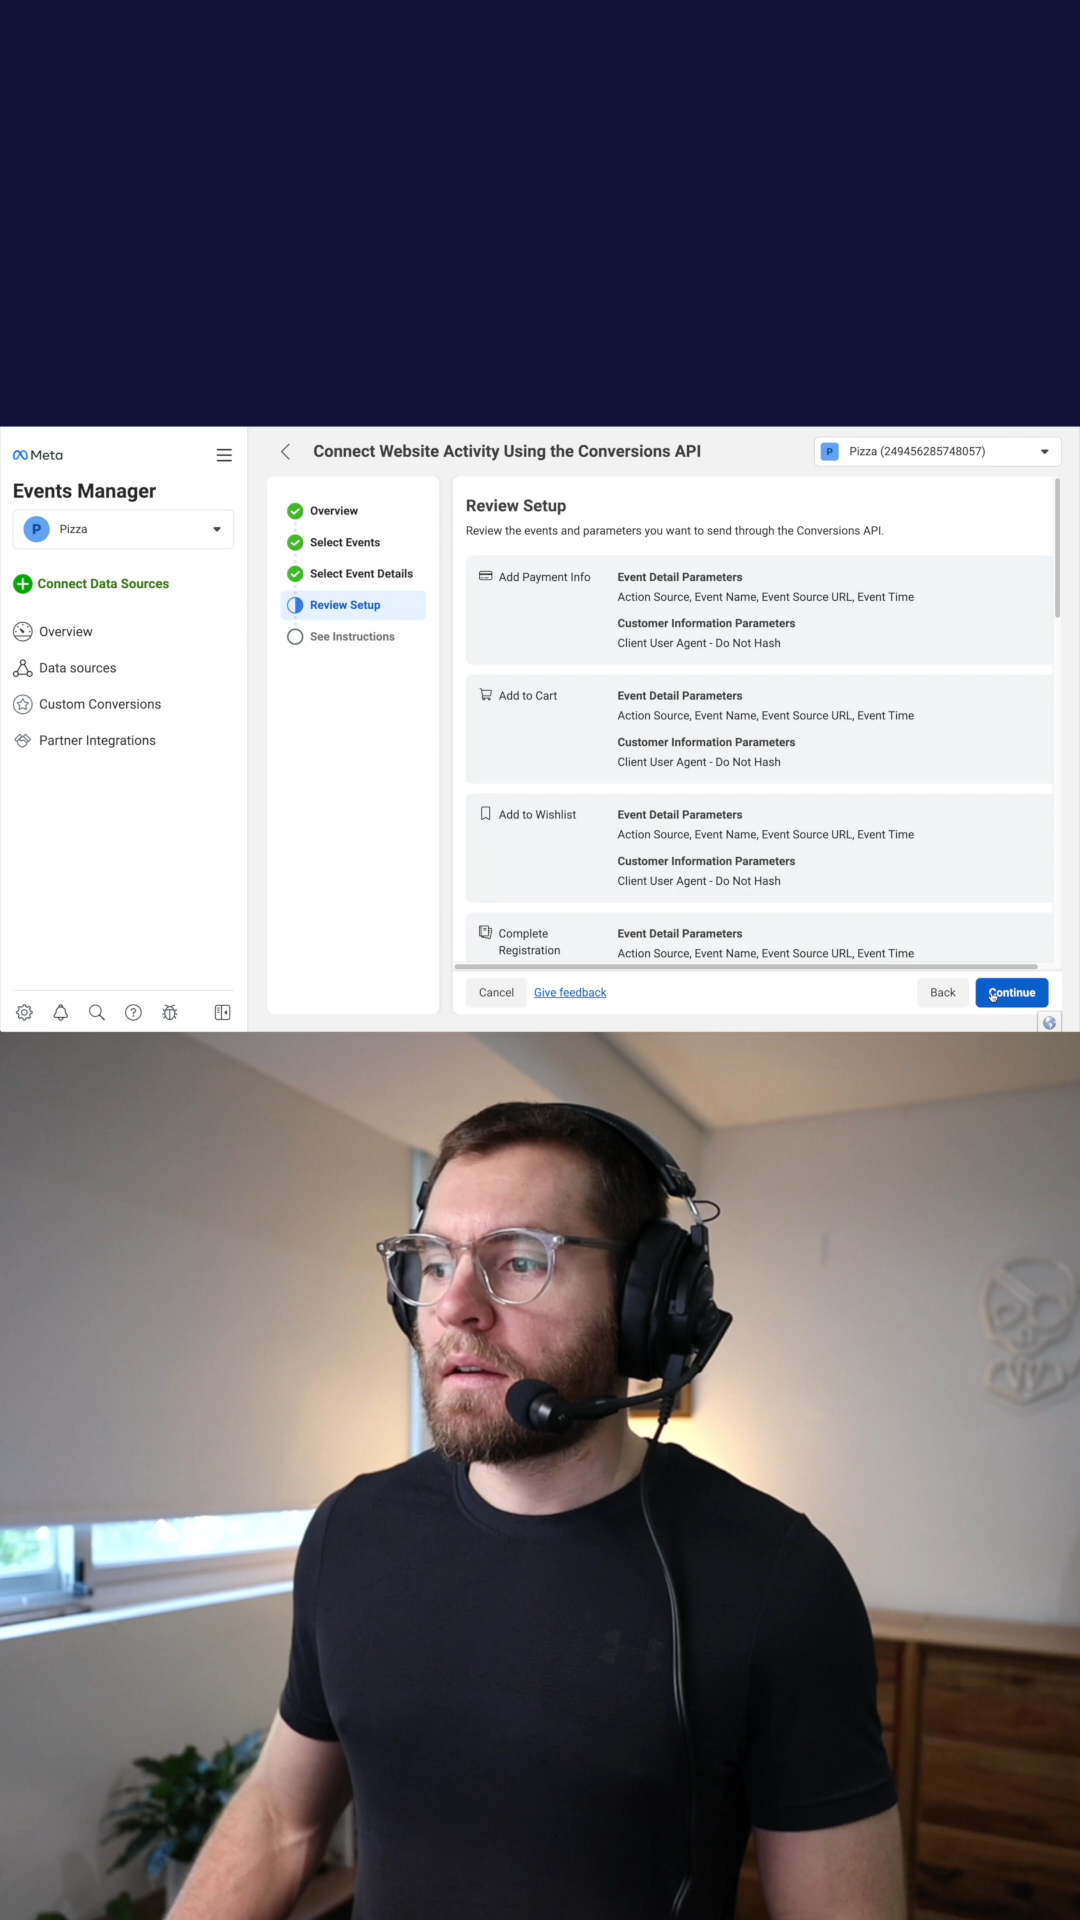 Meta
Events Manager
P Pizza
Connect Data Sources
Overview
Data sources
Custom Conversions
Partner Integrations
Connect Website Activity Using the Conversions API
P Pizza (249456285748057)
Overview
Select Events
Select Event Details
Review Setup
See Instructions
Review Setup
Review the events and parameters you want to send through the Conversions API.
Add Payment Info
Event Detail Parameters
Action Source, Event Name, Event Source URL, Event Time
Customer Information Parameters
Client User Agent - Do Not Hash
Add to Cart
Event Detail Parameters
Action Source, Event Name, Event Source URL, Event Time
Customer Information Parameters
Client User Agent - Do Not Hash
Add to Wishlist
Event Detail Parameters
Action Source, Event Name, Event Source URL, Event Time
Customer Information Parameters
Client User Agent - Do Not Hash
Complete
Registration
Event Detail Parameters
Action Source, Event Name, Event Source URL, Event Time
Cancel
Give feedback
Back
Continue